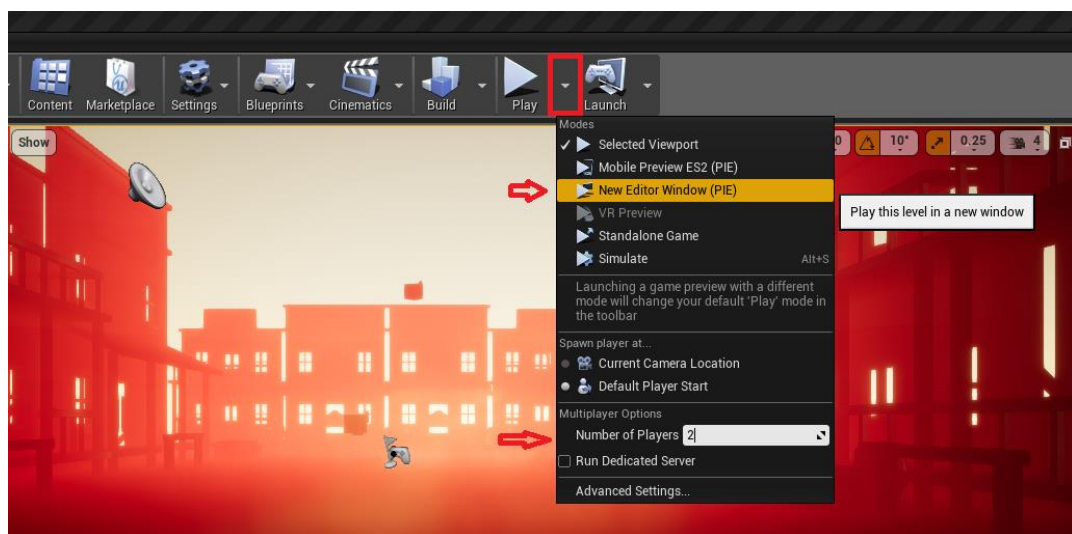 Content Marketplace Settings Blueprints Cinematics Build Play Launch
Show
0 10° 0.25 4
Modes
Selected Viewport
Mobile Preview ES2 (PIE)
New Editor Window (PIE)
Play this level in a new window
VR Preview
Standalone Game
Simulate Alt+S
Launching a game preview with a different
mode will change your default 'Play' mode in
the toolbar
Spawn player at...
Current Camera Location
Default Player Start
Multiplayer Options
Number of Players 2
Run Dedicated Server
Advanced Settings...